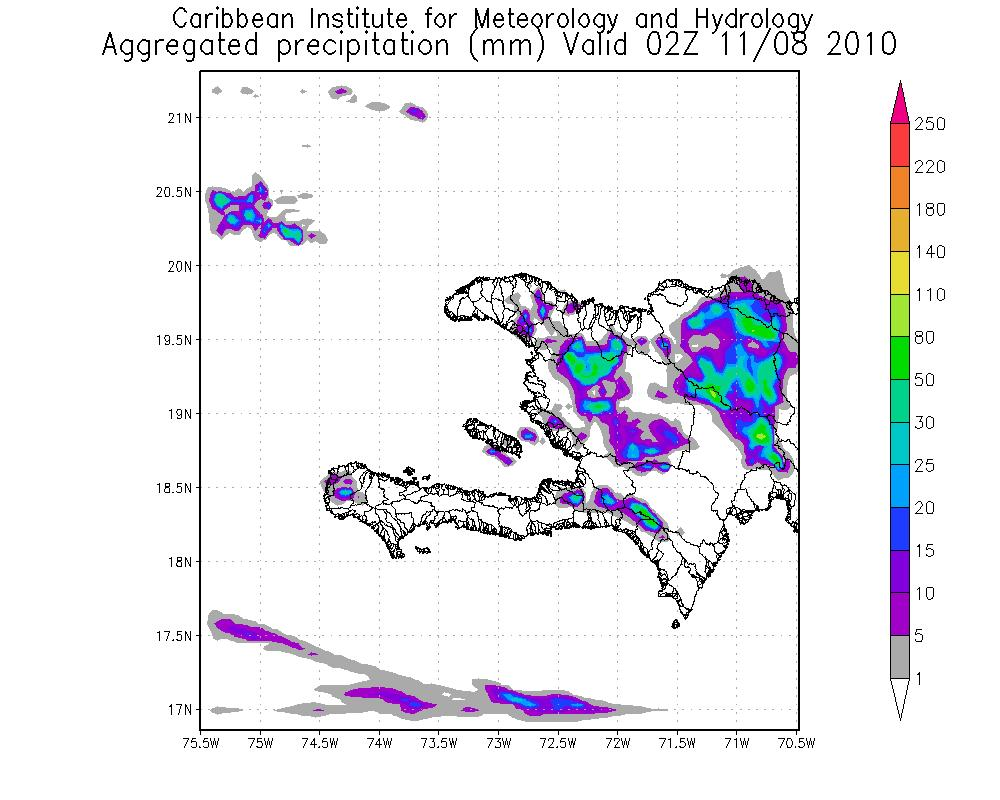 Caribbean Institute for Meteorology and Hydrology
Aggregated precipitation (mm) Valid 02Z 11/08 2010
21N
20.5N
20N
19.5N
19N
18.5N
18N
17.5N
17N
75.5W 75W 74.5W 74W 73.5W 73W 72.5W 72W 71.5W 71W 70.5W
250
220
180
140
110
80
50
30
25
20
15
10
5
1